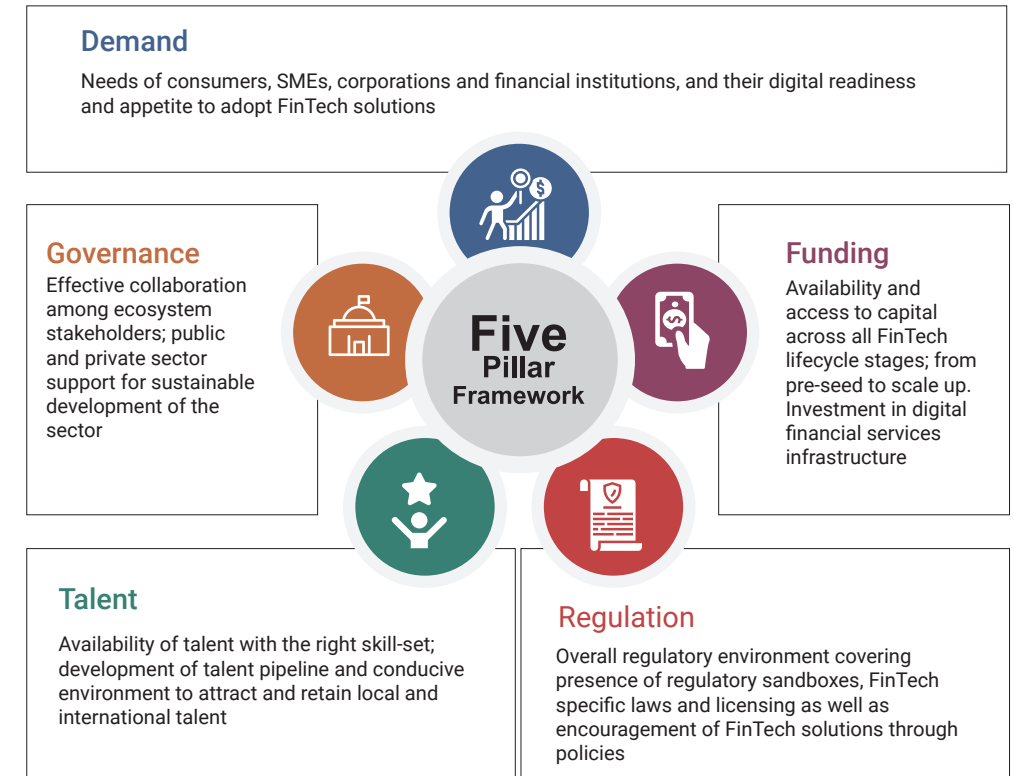 Demand
Needs of consumers, SMEs, corporations and financial institutions, and their digital readiness
and appetite to adopt FinTech solutions
Governance
Effective collaboration
among ecosystem
stakeholders; public
and private sector
support for sustainable
development of the
sector
Five
Pillar
Framework
Funding
Availability and
access to capital
across all FinTech
lifecycle stages; from
pre-seed to scale up.
Investment in digital
financial services
infrastructure
Talent
Availability of talent with the right skill-set;
development of talent pipeline and conducive
environment to attract and retain local and
international talent
Regulation
Overall regulatory environment covering
presence of regulatory sandboxes, FinTech
specific laws and licensing as well as
encouragement of FinTech solutions through
policies